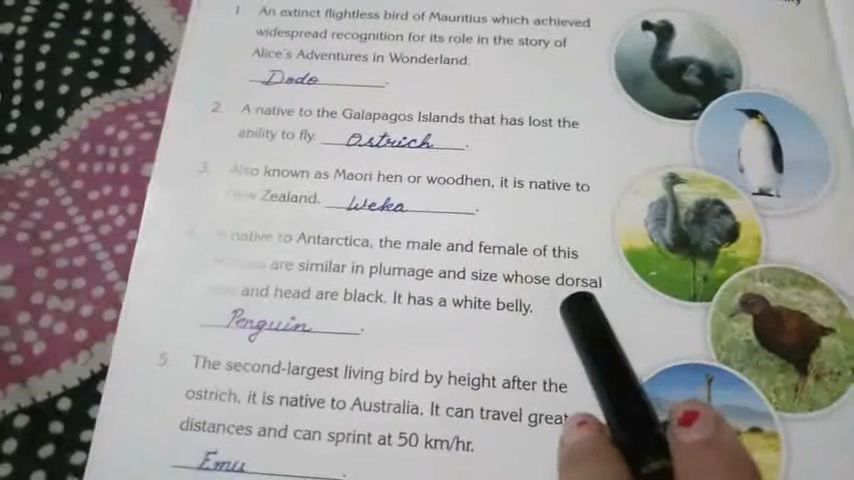 1 An extinct flightless bird of Mauritius which achieved
widespread recognition for its role in the story of
Alice's Adventures in Wonderland.
Dodo.
2. A native to the Galapagos Islands that has lost the
ability to fly. Ostrich.
3. Also known as Maori hen or woodhen, it is native to
New Zealand. Weka.
native to Antarctica, the male and female of this
are similar in plumage and size whose dorsal
and head are black. It has a white belly.
Penguin.
5. The second-largest living bird by height after the
ostrich, it is native to Australia. It can travel great
distances and can sprint at 50 km/hr.
Emu.